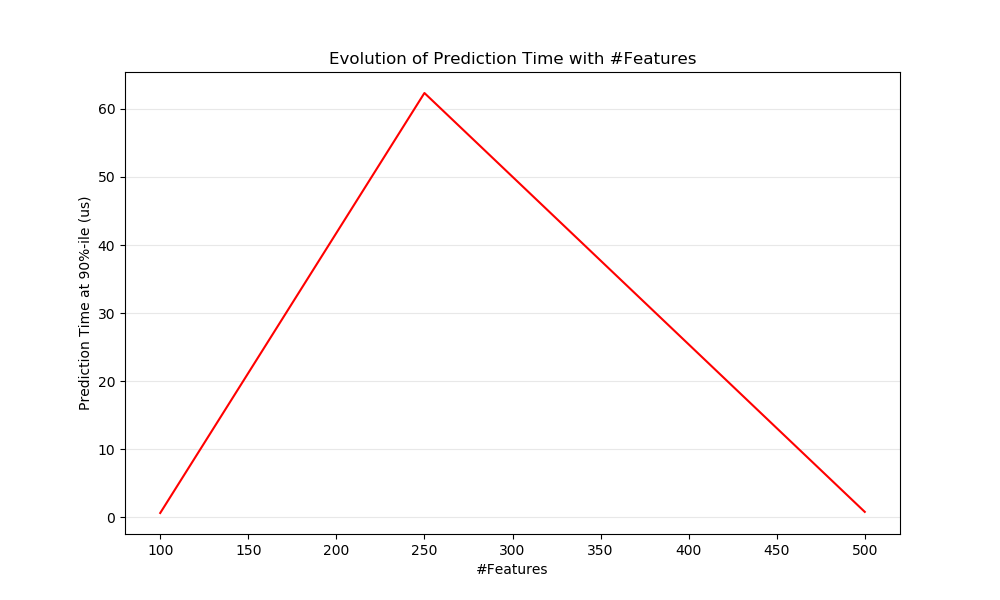 Evolution of Prediction Time with #Features
Prediction Time at 90%-ile (us)
60
50
40
30
20
10
0
100 150 200 250 300 350 400 450 500
#Features